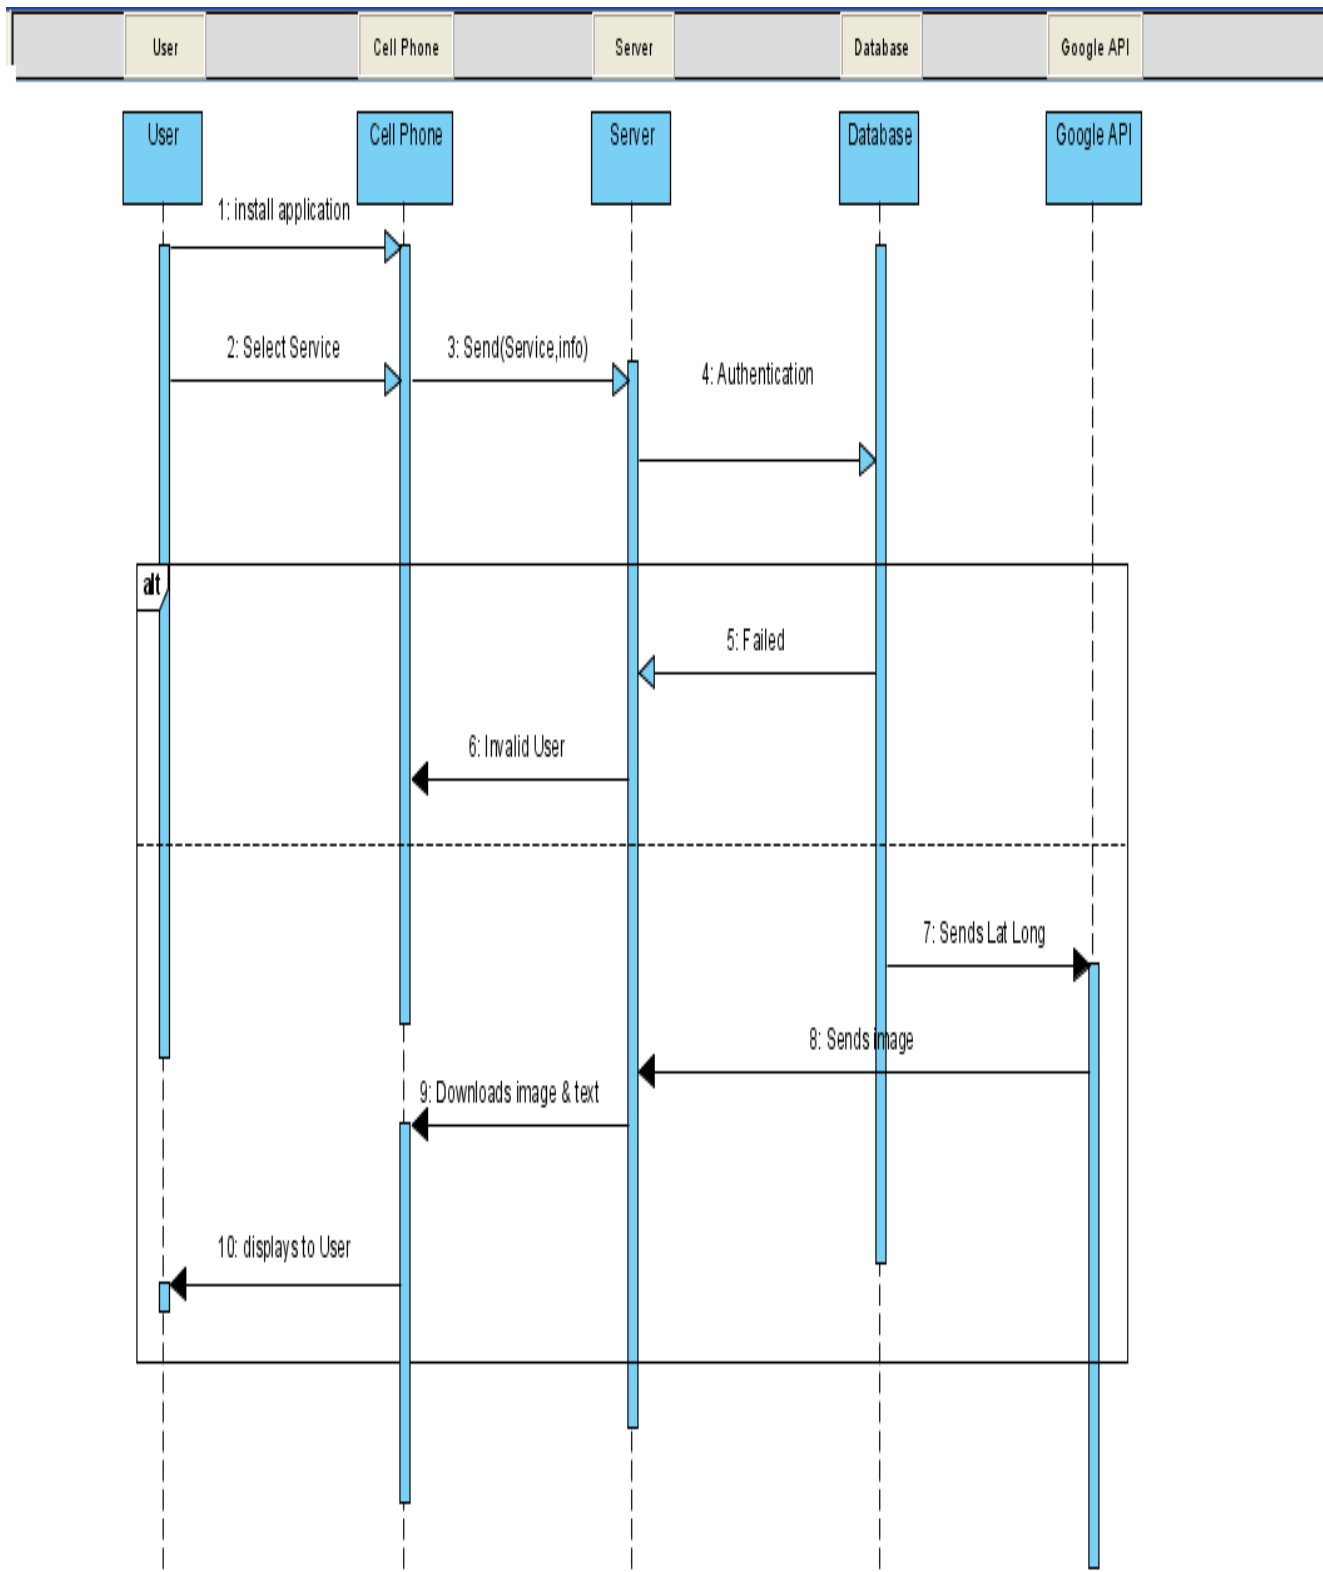 User
Cell Phone
Server
Database
Google API
User
Cell Phone
Server
Database
Google API
1: install application
2: Select Service
3: Send(Service,info)
4: Authentication
alt
5: Failed
6: Invalid User
7: Sends Lat Long
8: Sends image
9: Downloads image & text
10: displays to User